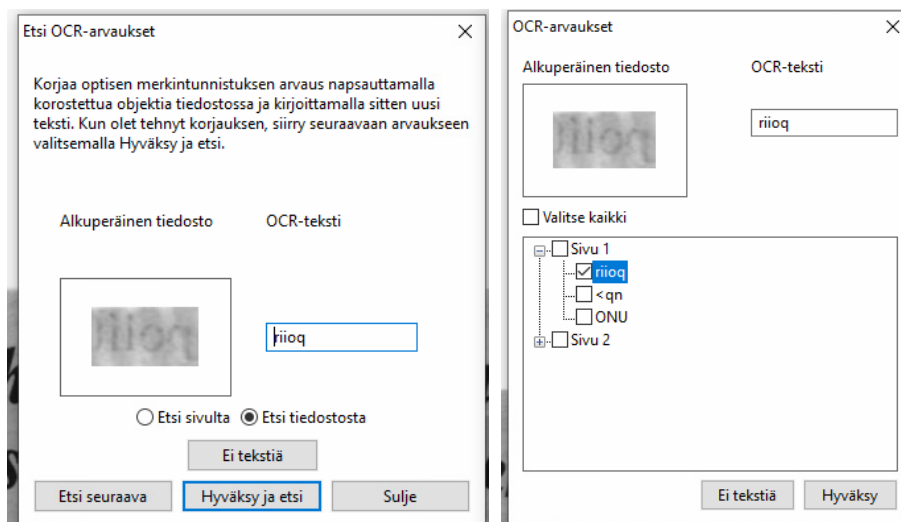 Etsi OCR-arvaukset
Korjaa optisen merkintunnistuksen arvaus napsauttamalla
korostettua objektia tiedostossa ja kirjoittamalla sitten uusi
teksti. Kun olet tehnyt korjauksen, siirry seuraavaan arvaukseen
valitsemalla Hyväksy ja etsi.
Alkuperäinen tiedosto OCR-teksti
riioq
Etsi sivulta Etsi tiedostosta
Ei tekstiä
Etsi seuraava Hyväksy ja etsi Sulje
OCR-arvaukset
Alkuperäinen tiedosto OCR-teksti
riioq
Valitse kaikki
Sivu 1
riioq
<qn
ONU
Sivu 2
Ei tekstiä Hyväksy